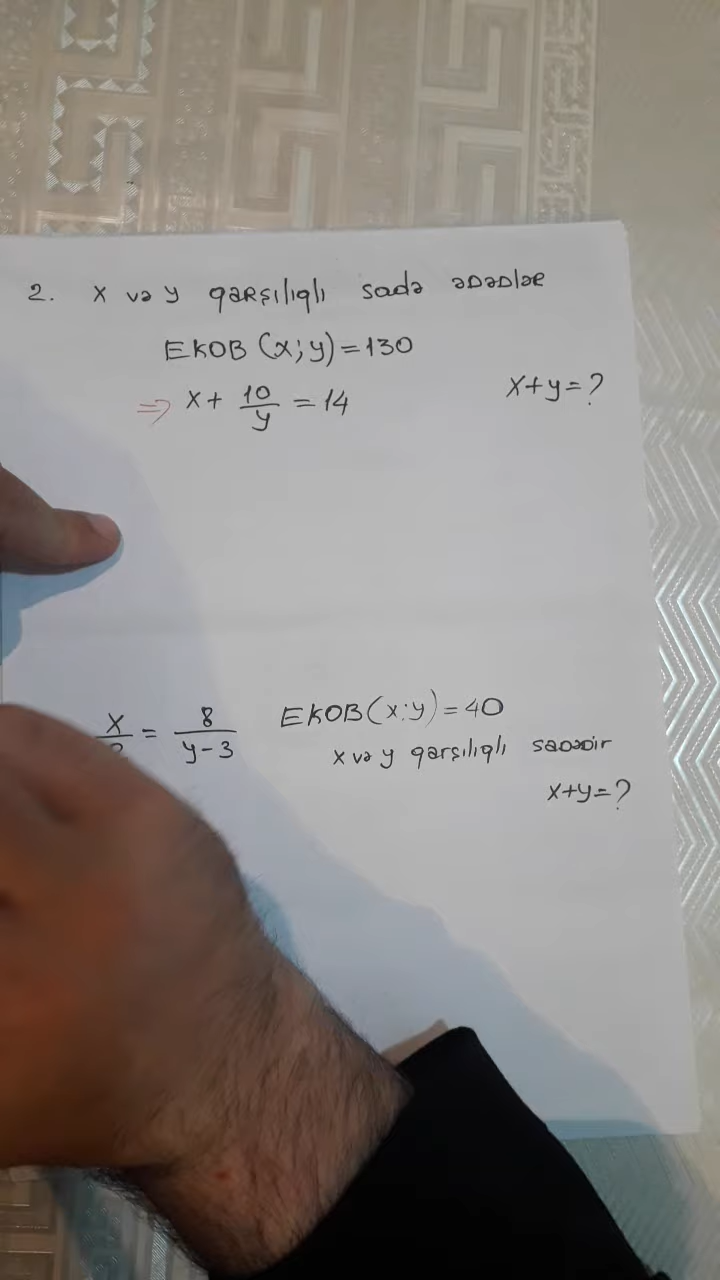 2. x və y qarşılıqlı sadə ədədlər
EKOB (x; y) = 130
⇒ x + 10/y = 14
x+y=?
x/ = 8/(y-3) EKOB(x:y) = 40
x və y qarşılıqlı sadədir
x+y=?